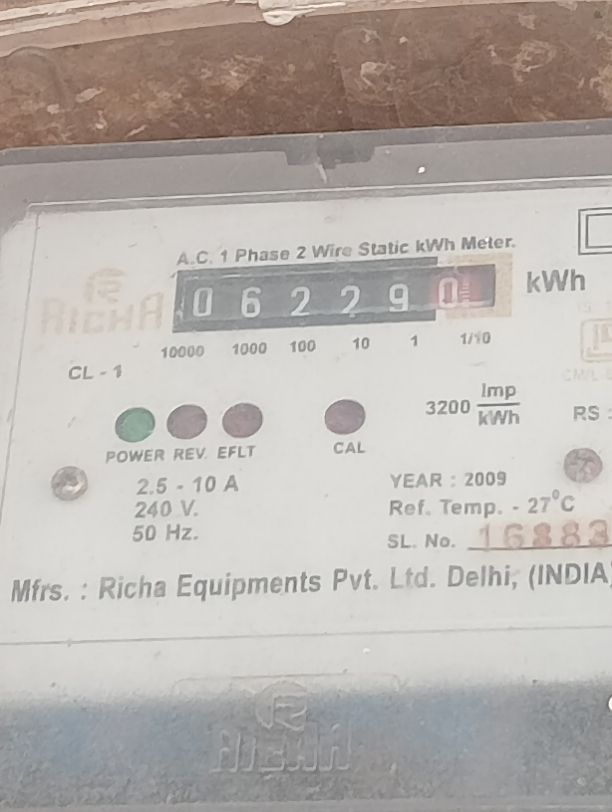 A.C. 1 Phase 2 Wire Static kWh Meter.
RICHA
0 6 2 2 9 0 kWh
10000 1000 100 10 1 1/10
CL - 1
3200 Imp/kWh
RS
POWER REV. EFLT CAL
2.5 - 10 A
240 V.
50 Hz.
YEAR : 2009
Ref. Temp. - 27°C
SL. No. 16883
Mfrs. : Richa Equipments Pvt. Ltd. Delhi, (INDIA)
RICHA